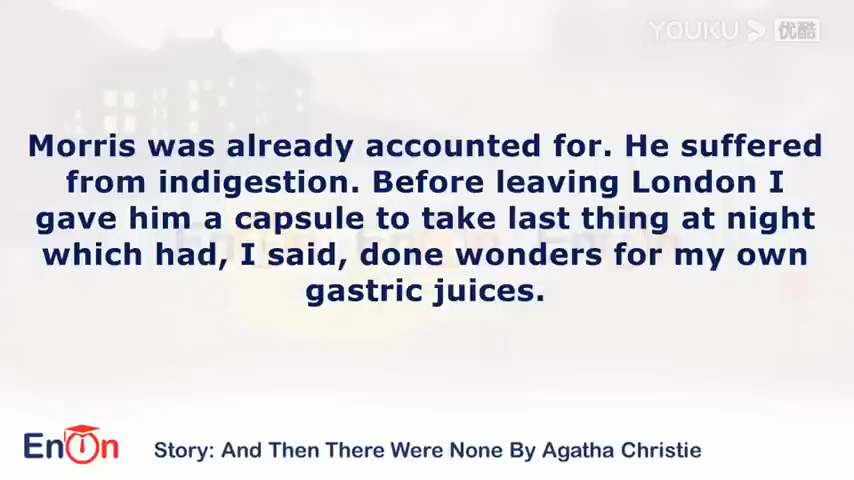 YOUKU 优酷
Morris was already accounted for. He suffered
from indigestion. Before leaving London I
gave him a capsule to take last thing at night
which had, I said, done wonders for my own
gastric juices.
EnOn
Story: And Then There Were None By Agatha Christie